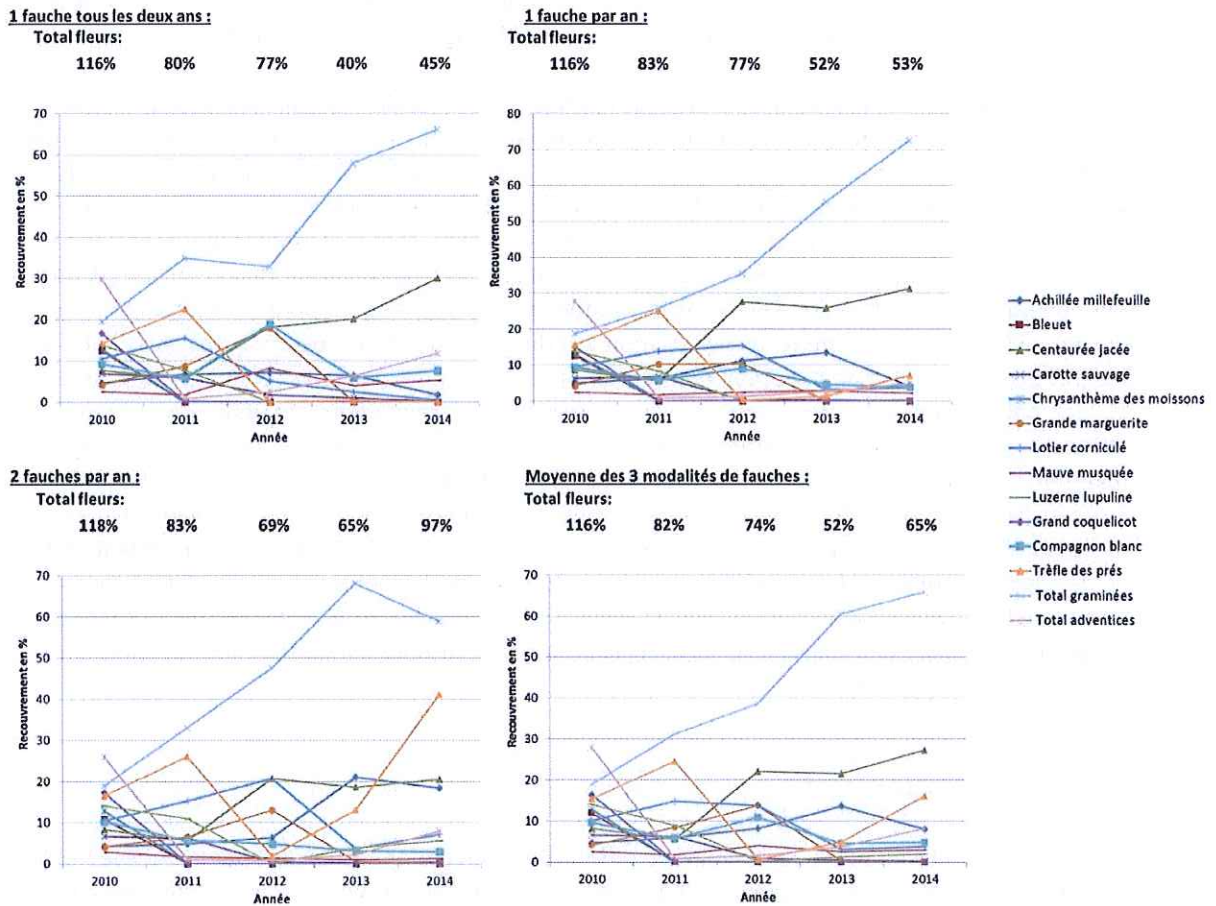 1 fauche tous les deux ans :
Total fleurs:
116% 80% 77% 40% 45%
70
60
50
40
30
20
10
0
Recouvrement en %
2010 2011 2012 2013 2014
Année
1 fauche par an :
Total fleurs:
116% 83% 77% 52% 53%
80
70
60
50
40
30
20
10
0
Recouvrement en %
2010 2011 2012 2013 2014
Année
2 fauches par an :
Total fleurs:
118% 83% 69% 65% 97%
70
60
50
40
30
20
10
0
Recouvrement en %
2010 2011 2012 2013 2014
Année
Moyenne des 3 modalités de fauches :
Total fleurs:
116% 82% 74% 52% 65%
70
60
50
40
30
20
10
0
Recouvrement en %
2010 2011 2012 2013 2014
Année
Achillée millefeuille
Bleuet
Centaurée jacée
Carotte sauvage
Chrysanthème des moissons
Grande marguerite
Lotier corniculé
Mauve musquée
Luzerne lupuline
Grand coquelicot
Compagnon blanc
Trèfle des prés
Total graminées
Total adventices